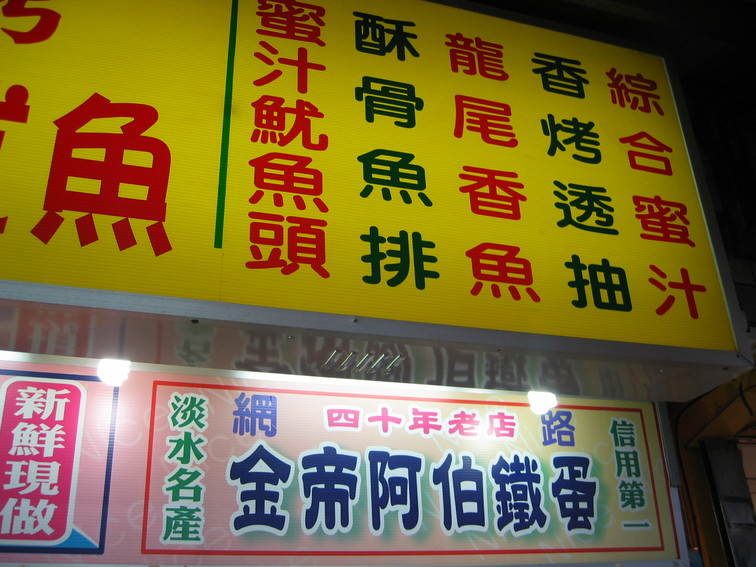 綜合蜜汁
香烤透抽
龍尾香魚
酥骨魚排
蜜汁魷魚頭
魚
新鮮現做
淡水名產
網路
四十年老店
金帝阿伯鐵蛋
信用第一